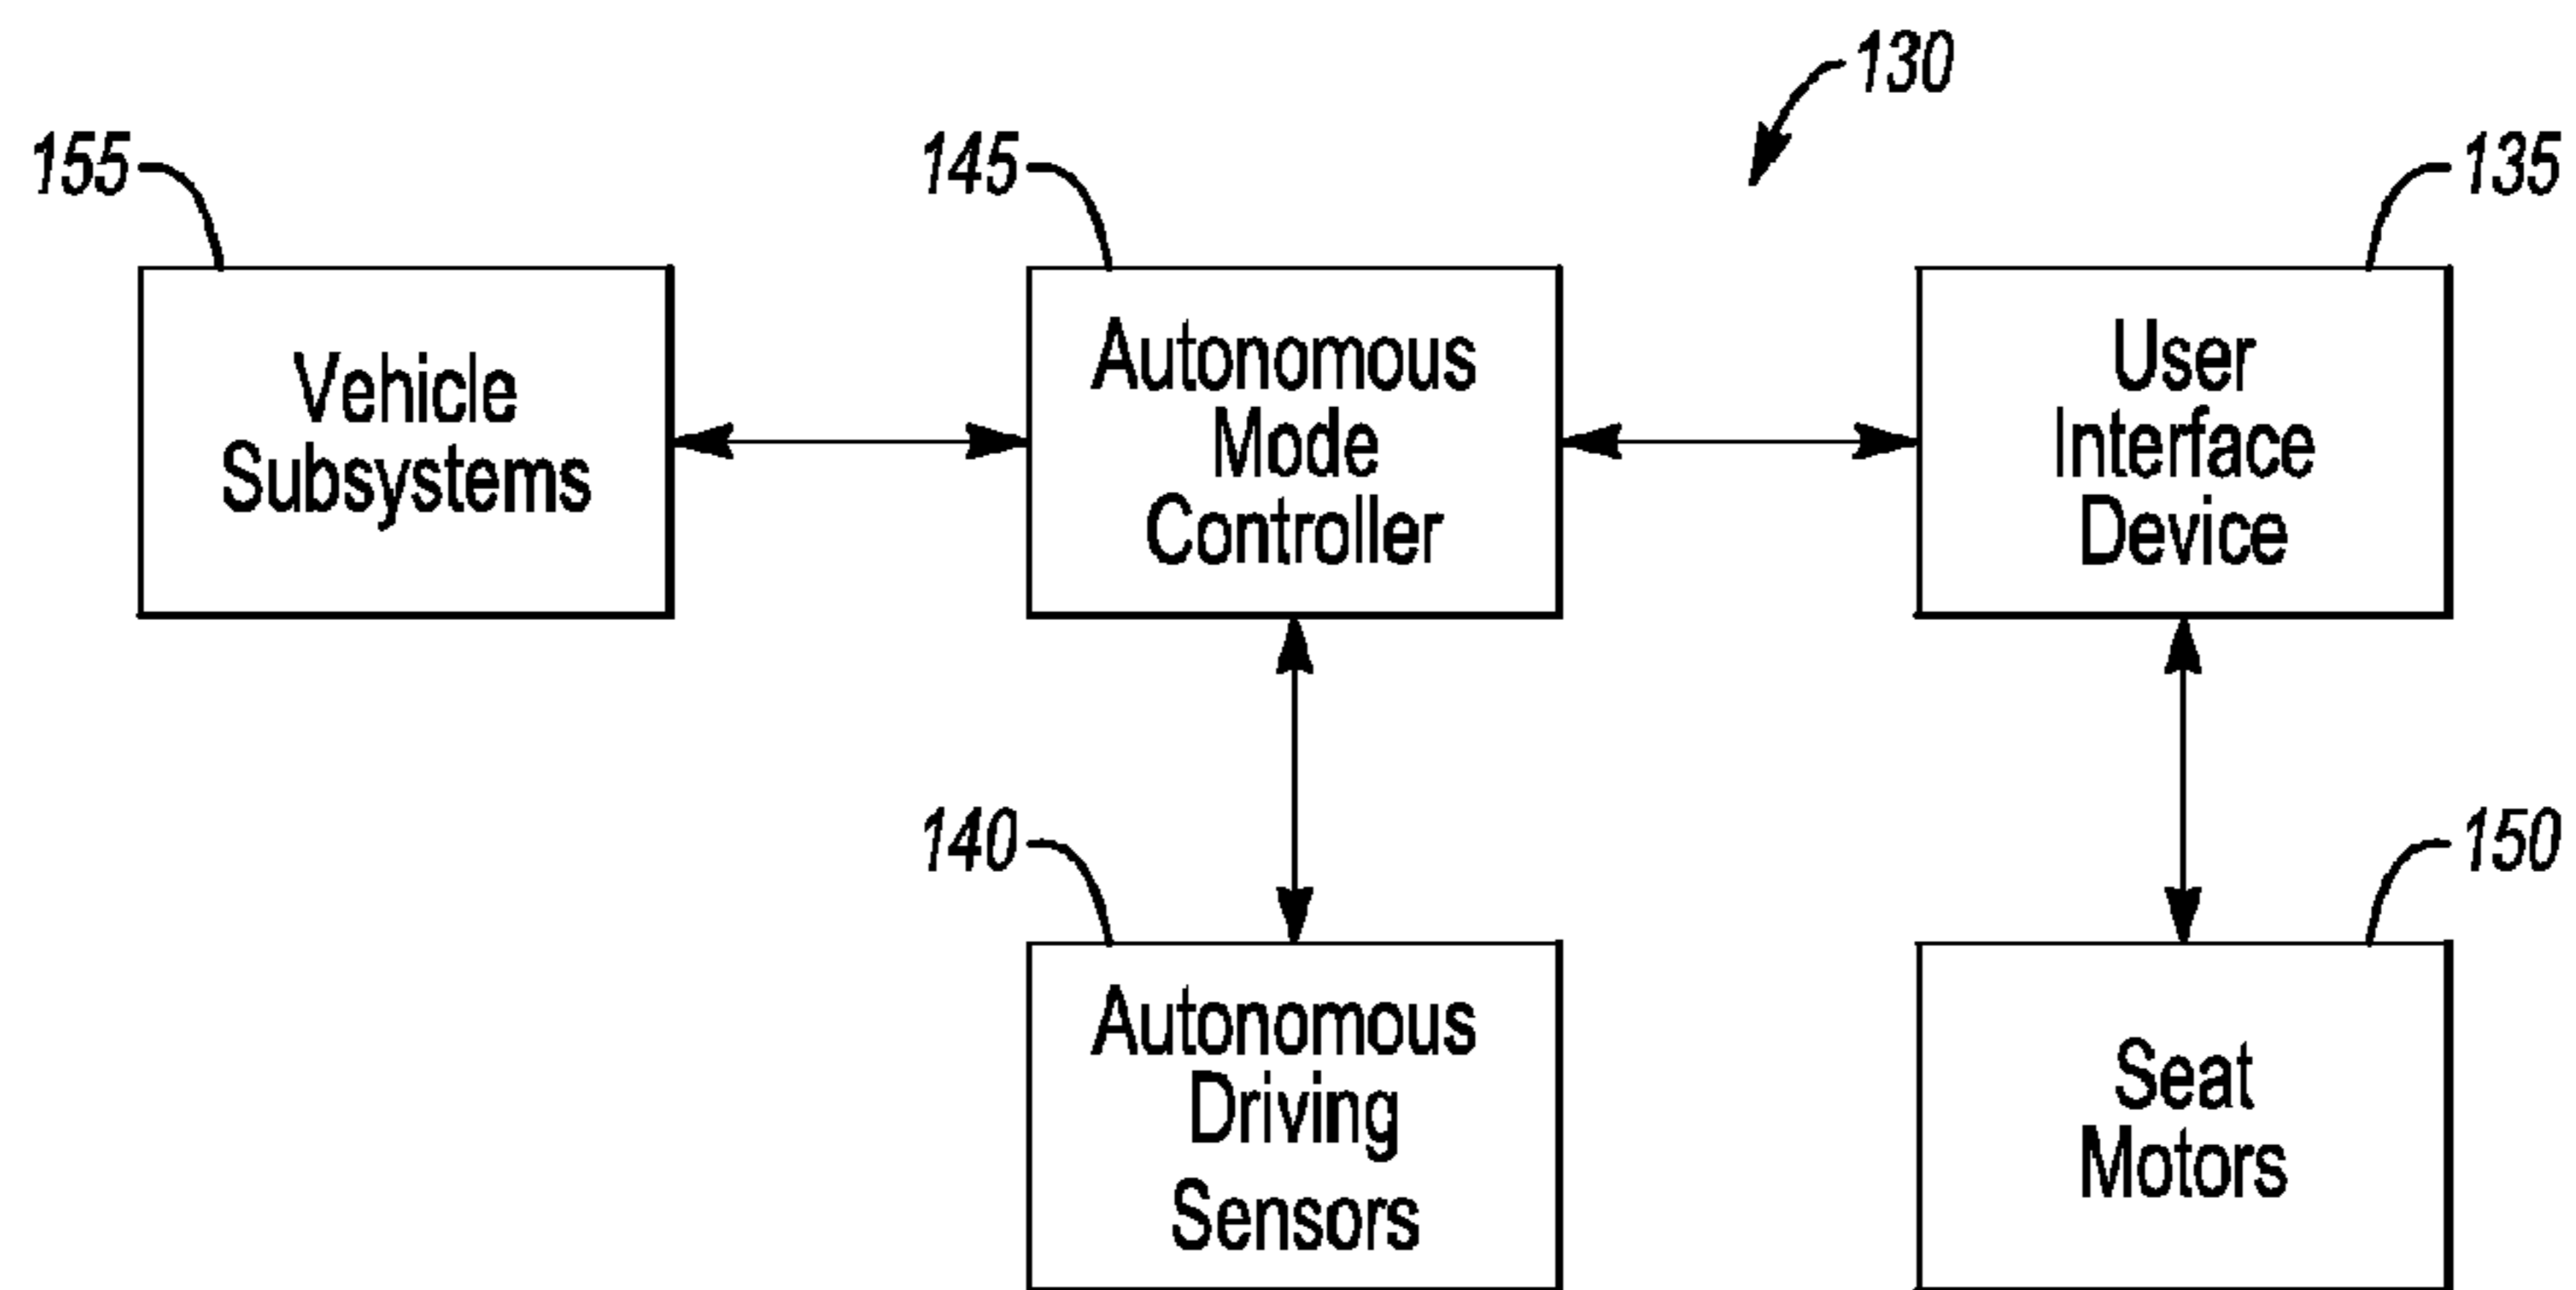 130
155
145
135
Vehicle
Subsystems
Autonomous
Mode
Controller
User
Interface
Device
140
150
Autonomous
Driving
Sensors
Seat
Motors